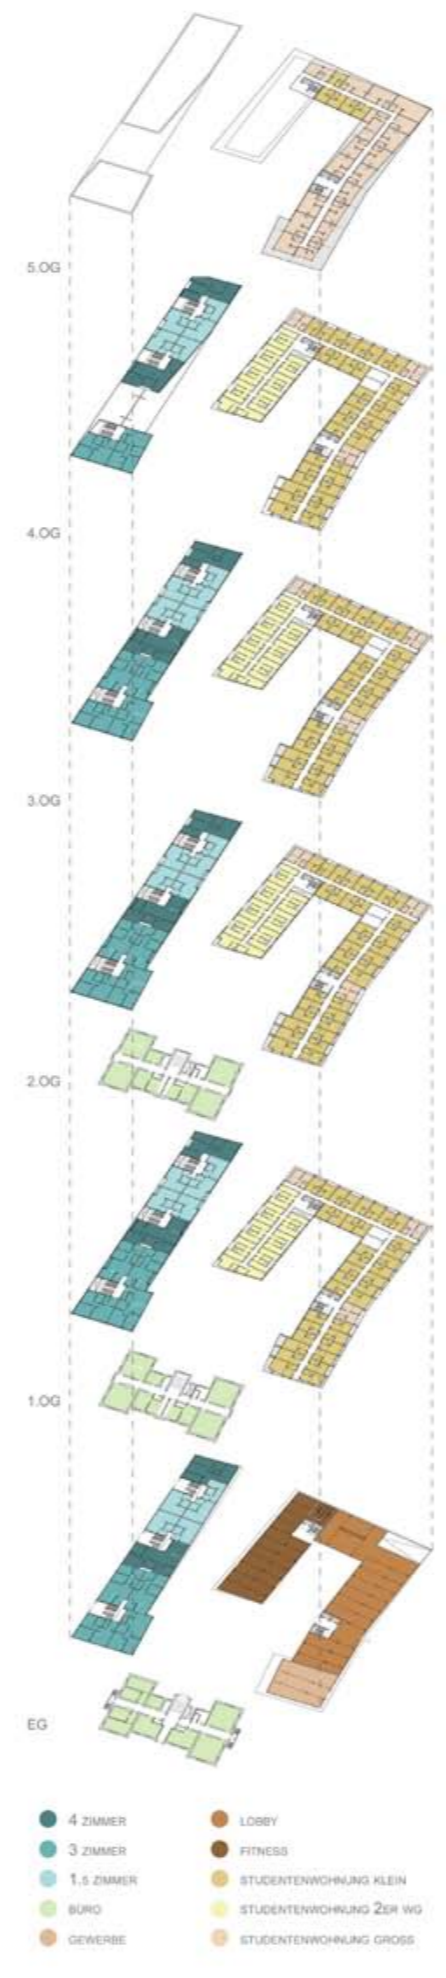 5.OG
4.OG
3.OG
2.OG
1.OG
EG
4 ZIMMER
3 ZIMMER
1.5 ZIMMER
BÜRO
GEWERBE
LOBBY
FITNESS
STUDENTENWOHNUNG KLEIN
STUDENTENWOHNUNG 2ER WG
STUDENTENWOHNUNG GROSS